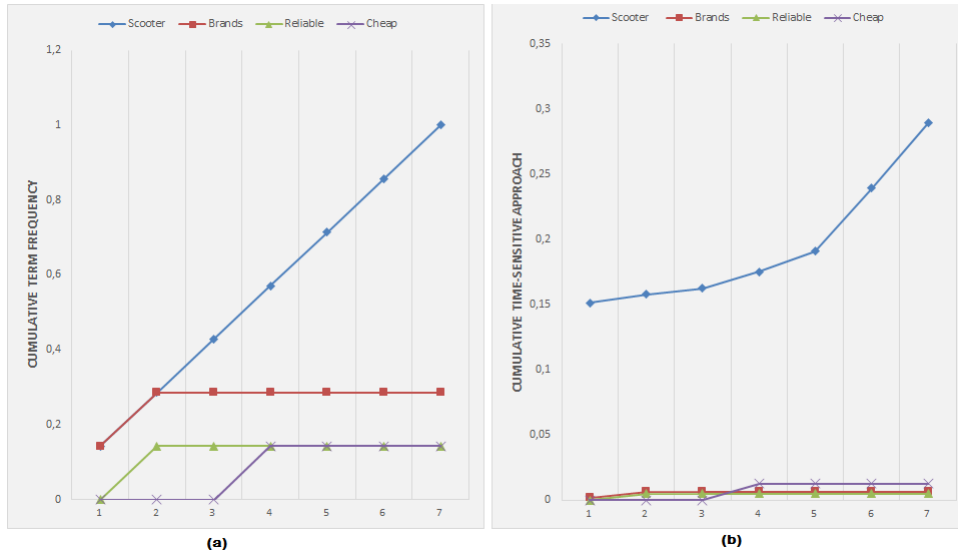 Scooter Brands Reliable Cheap
CUMULATIVE TERM FREQUENCY
1,2
1
0,8
0,6
0,4
0,2
0
1 2 3 4 5 6 7
(a)
Scooter Brands Reliable Cheap
CUMULATIVE TIME-SENSITIVE APPROACH
0,35
0,3
0,25
0,2
0,15
0,1
0,05
0
1 2 3 4 5 6 7
(b)